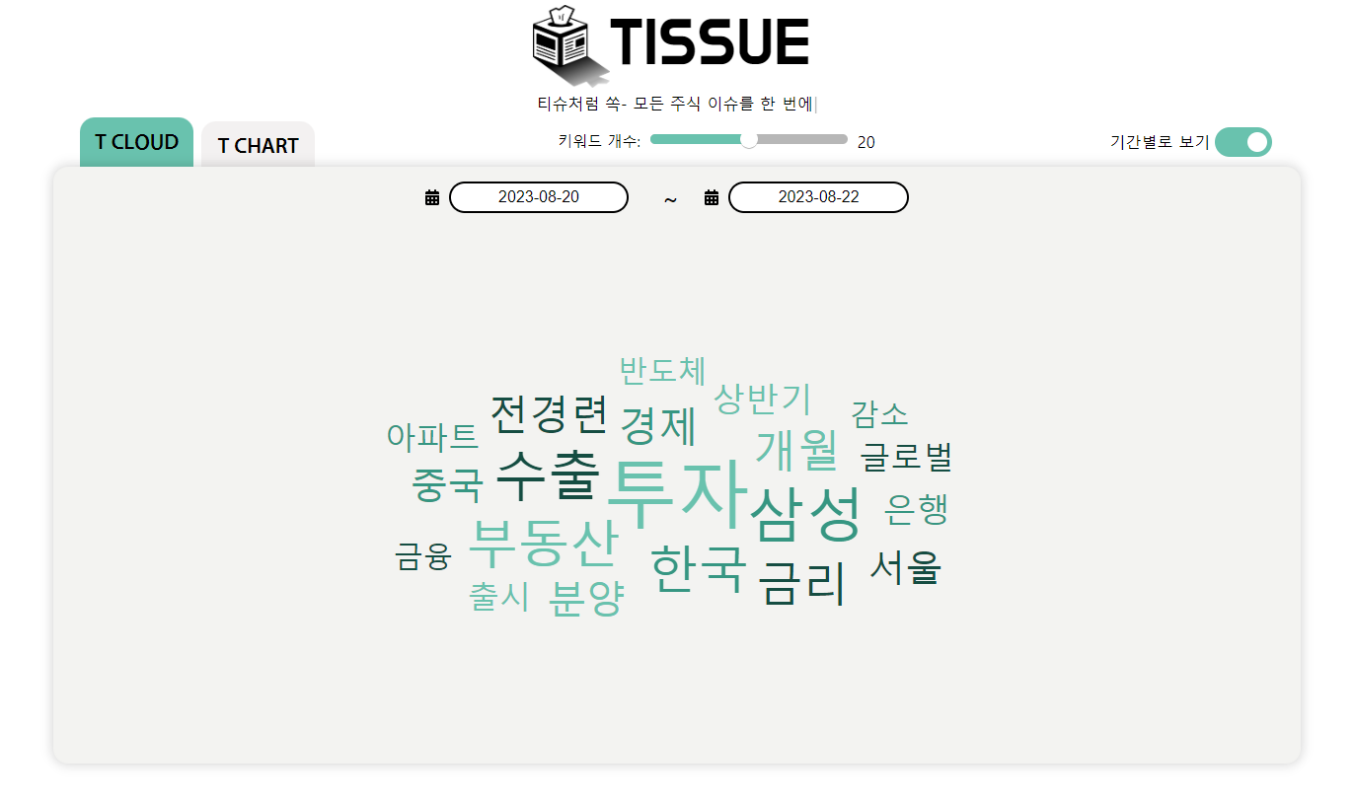 TISSUE
티슈처럼 쏙- 모든 주식 이슈를 한 번에|
T CLOUD
T CHART
키워드 개수:
20
기간별로 보기
2023-08-20
~
2023-08-22
반도체
상반기
전경련
경제
감소
아파트
개월
글로벌
중국
수출
투자
삼성
은행
금융
부동산
한국
금리
서울
출시
분양